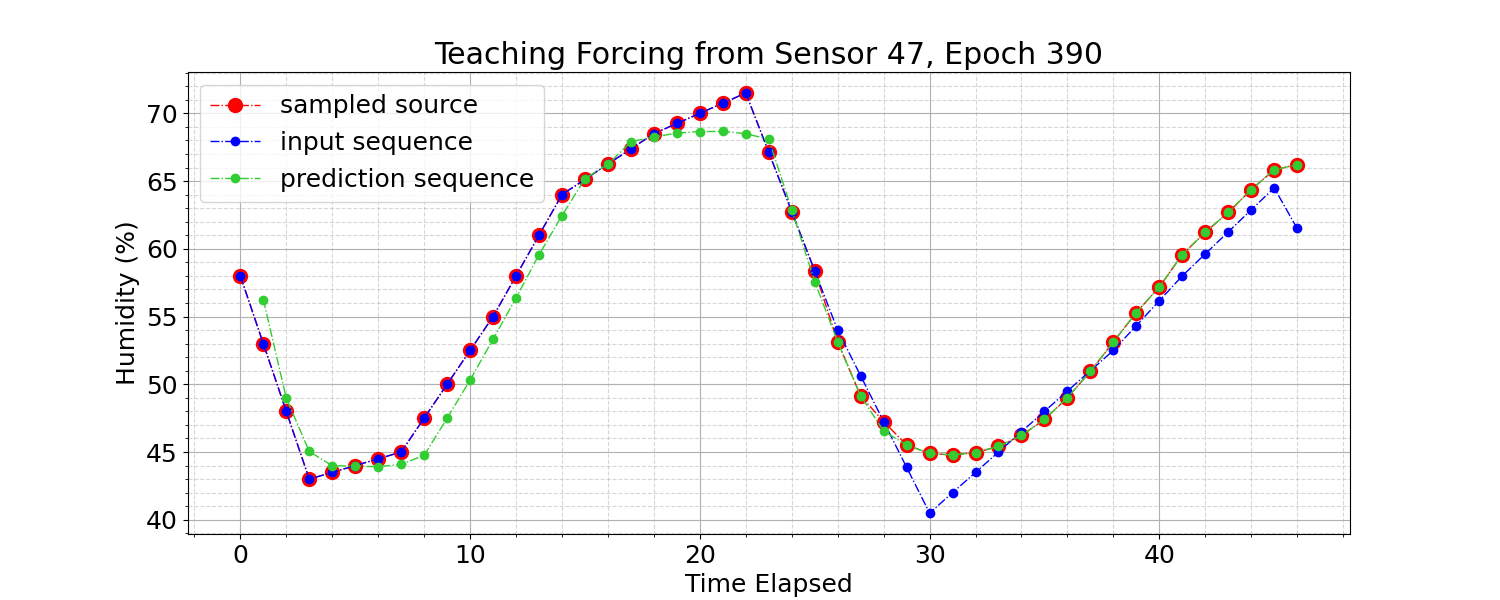 Teaching Forcing from Sensor 47, Epoch 390
sampled source
input sequence
prediction sequence
Humidity (%)
70
65
60
55
50
45
40
0 10 20 30 40
Time Elapsed